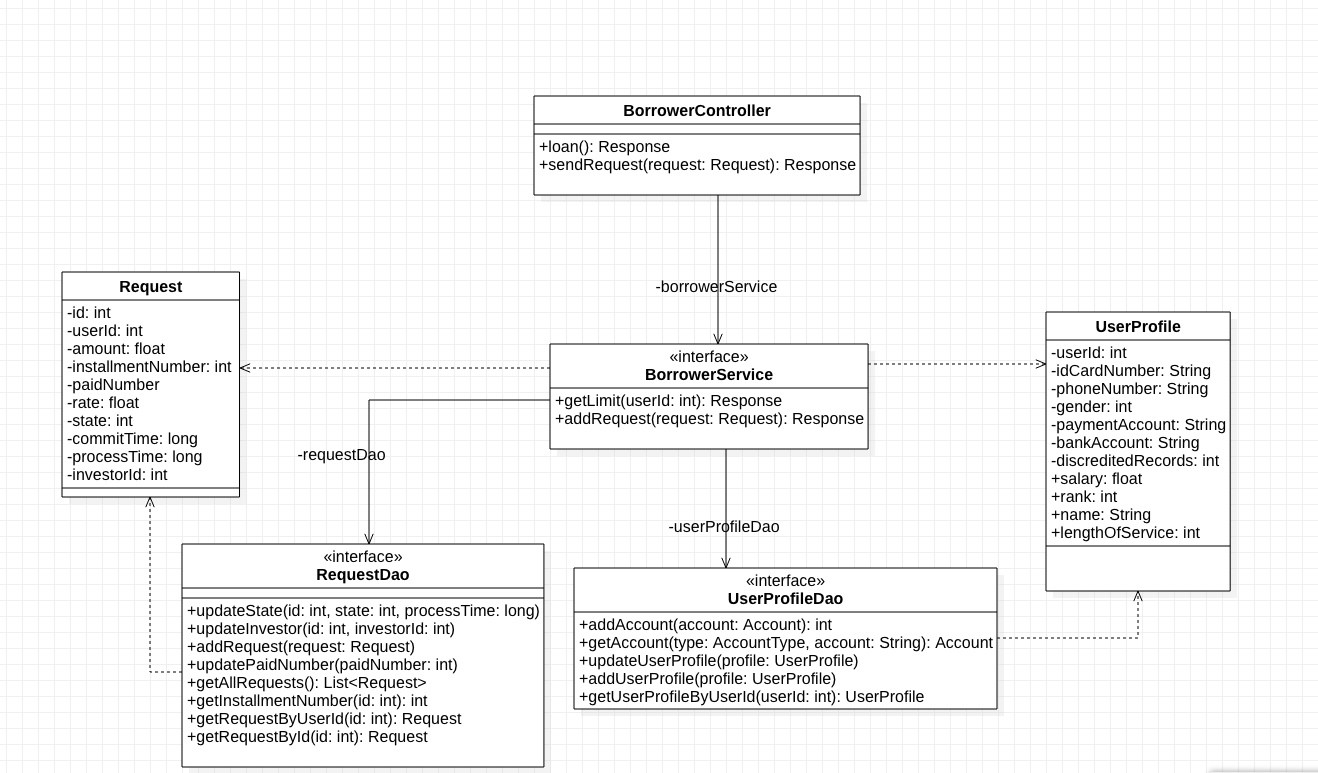 BorrowerController
+loan(): Response
+sendRequest(request: Request): Response
-borrowerService
Request
-id: int
-userId: int
-amount: float
-installmentNumber: int
-paidNumber
-rate: float
-state: int
-commitTime: long
-processTime: long
-investorId: int
«interface»
BorrowerService
+getLimit(userId: int): Response
+addRequest(request: Request): Response
UserProfile
-userId: int
-idCardNumber: String
-phoneNumber: String
-gender: int
-paymentAccount: String
-bankAccount: String
-discreditedRecords: int
+salary: float
+rank: int
+name: String
+lengthOfService: int
-requestDao
-userProfileDao
«interface»
RequestDao
+updateState(id: int, state: int, processTime: long)
+updateInvestor(id: int, investorId: int)
+addRequest(request: Request)
+updatePaidNumber(paidNumber: int)
+getAllRequests(): List<Request>
+getInstallmentNumber(id: int): int
+getRequestByUserId(id: int): Request
+getRequestById(id: int): Request
«interface»
UserProfileDao
+addAccount(account: Account): int
+getAccount(type: AccountType, account: String): Account
+updateUserProfile(profile: UserProfile)
+addUserProfile(profile: UserProfile)
+getUserProfileByUserId(userId: int): UserProfile